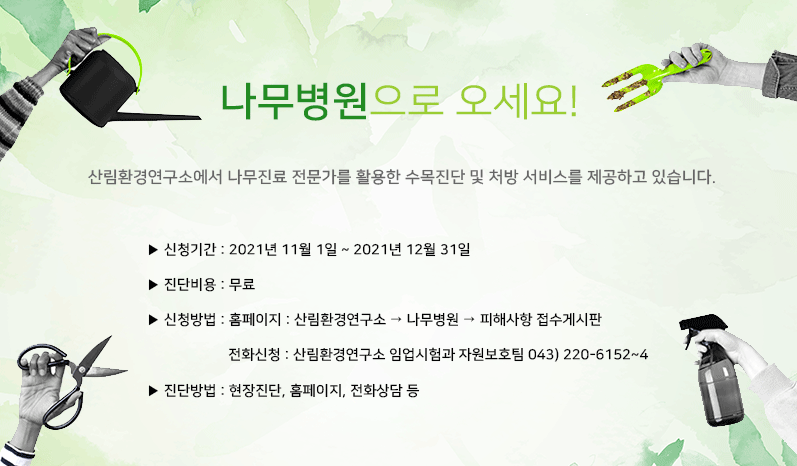 나무병원으로 오세요!
산림환경연구소에서 나무진료 전문가를 활용한 수목진단 및 처방 서비스를 제공하고 있습니다.
▶ 신청기간 : 2021년 11월 1일 ~ 2021년 12월 31일
▶ 진단비용 : 무료
▶ 신청방법 : 홈페이지 : 산림환경연구소 → 나무병원 → 피해사항 접수게시판
전화신청 : 산림환경연구소 임업시험과 자원보호팀 043) 220-6152~4
▶ 진단방법 : 현장진단, 홈페이지, 전화상담 등